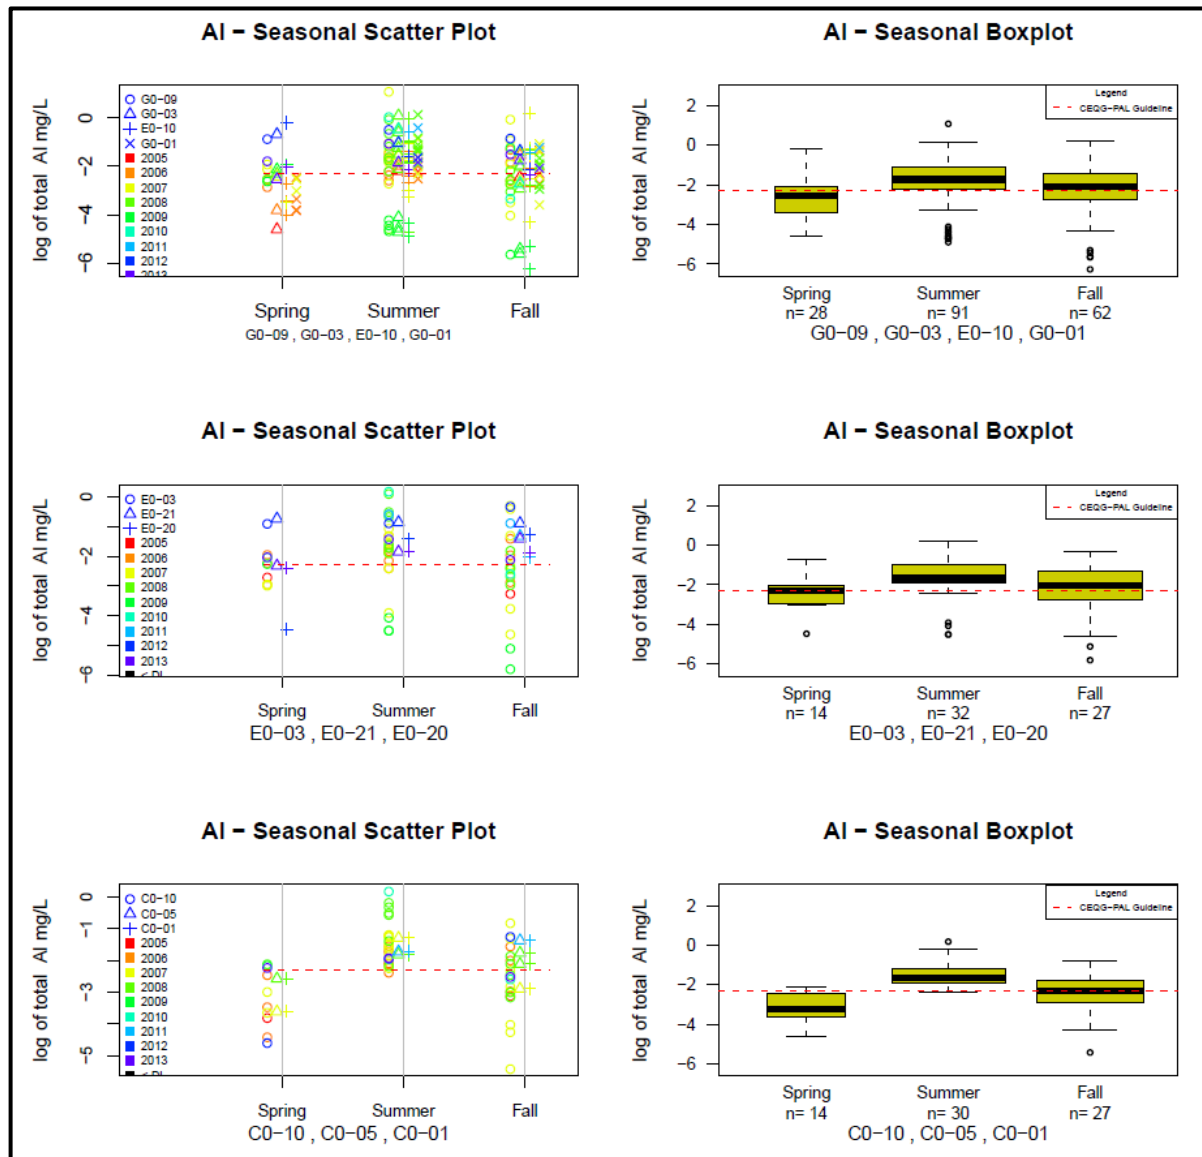 Al − Seasonal Scatter Plot
log of total Al mg/L
0
−2
−4
−6
G0−09
G0−03
E0−10
G0−01
2005
2006
2007
2008
2009
2010
2011
2012
2013
Spring
Summer
Fall
G0−09 , G0−03 , E0−10 , G0−01
Al − Seasonal Boxplot
log of total Al mg/L
2
0
−2
−4
−6
Legend
CEQG−PAL Guideline
Spring
Summer
Fall
n= 28
n= 91
n= 62
G0−09 , G0−03 , E0−10 , G0−01
Al − Seasonal Scatter Plot
log of total Al mg/L
0
−2
−4
−6
E0−03
E0−21
E0−20
2005
2006
2007
2008
2009
2010
2011
2012
2013
Spring
Summer
Fall
E0−03 , E0−21 , E0−20
Al − Seasonal Boxplot
log of total Al mg/L
2
0
−2
−4
−6
Legend
CEQG−PAL Guideline
Spring
Summer
Fall
n= 14
n= 32
n= 27
E0−03 , E0−21 , E0−20
Al − Seasonal Scatter Plot
log of total Al mg/L
0
−1
−3
−5
C0−10
C0−05
C0−01
2005
2006
2007
2008
2009
2010
2011
2012
2013
Spring
Summer
Fall
C0−10 , C0−05 , C0−01
Al − Seasonal Boxplot
log of total Al mg/L
2
0
−2
−4
−6
Legend
CEQG−PAL Guideline
Spring
Summer
Fall
n= 14
n= 30
n= 27
C0−10 , C0−05 , C0−01